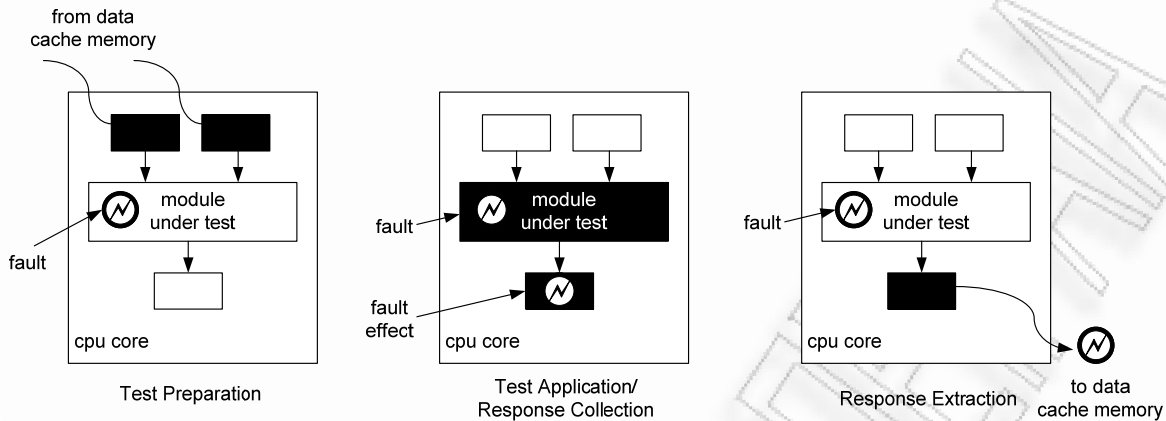 from data
cache memory
module
under test
fault
cpu core
Test Preparation
module
under test
fault
fault
effect
cpu core
Test Application/
Response Collection
module
under test
fault
cpu core
Response Extraction
to data
cache memory